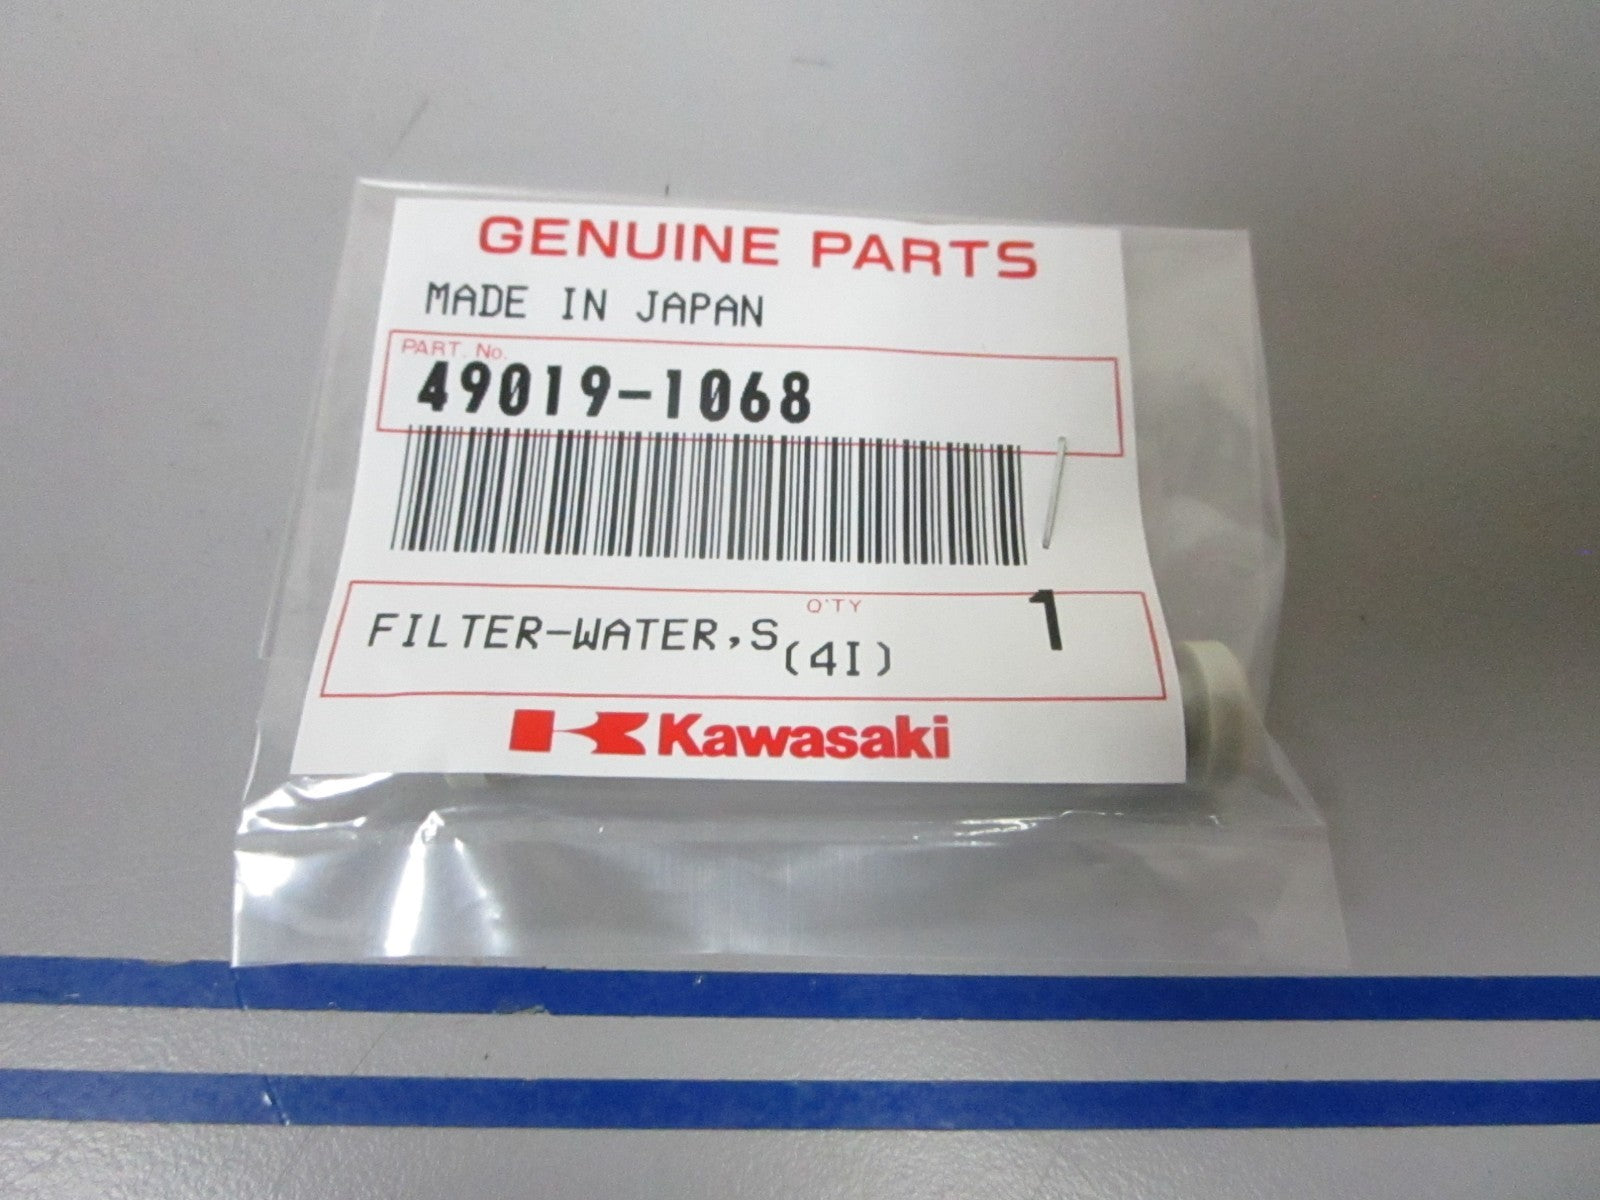 GENUINE PARTS
MADE IN JAPAN
PART. No.
49019-1068
FILTER-WATER,S
Q'TY
1
(4I)
Kawasaki